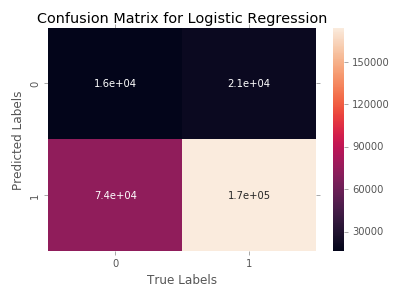 Confusion Matrix for Logistic Regression
Predicted Labels
0
1.6e+04
2.1e+04
1
7.4e+04
1.7e+05
0
1
True Labels
150000
120000
90000
60000
30000